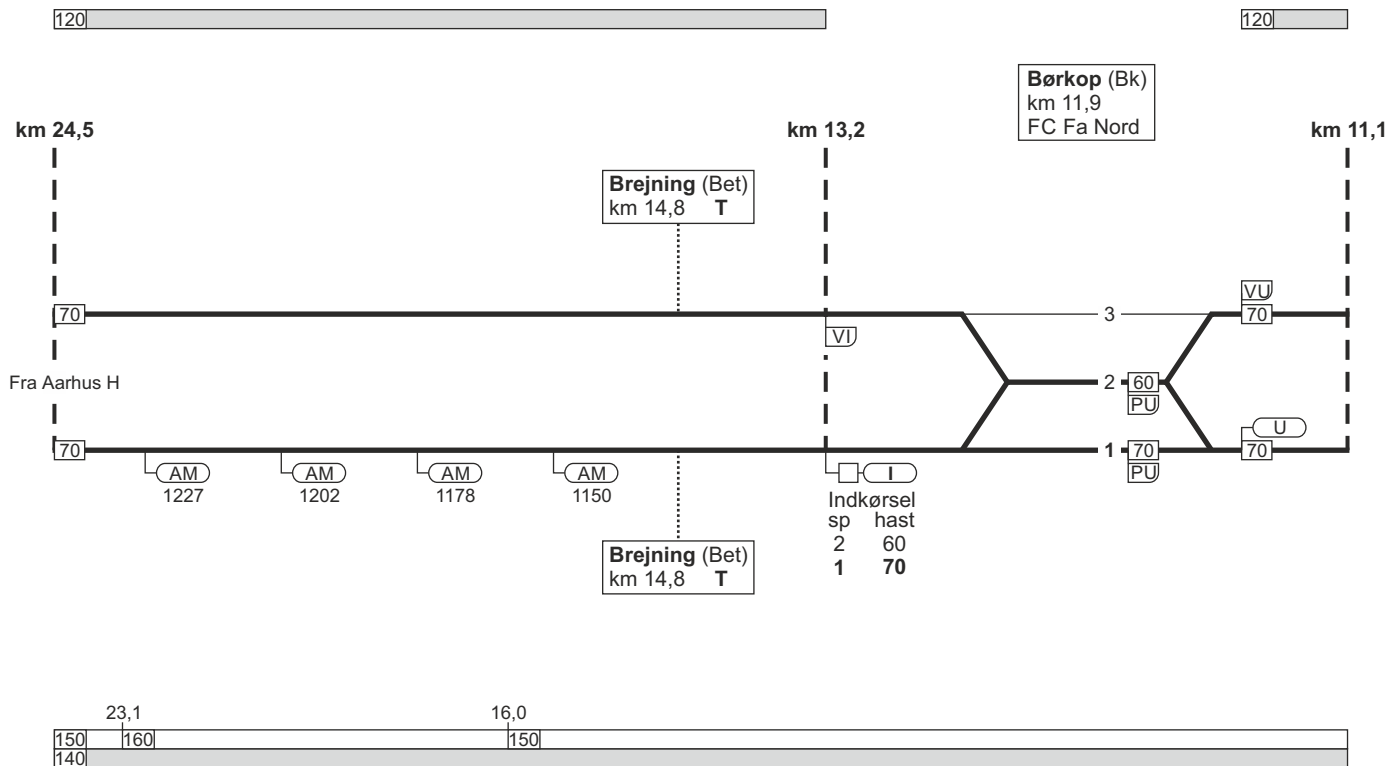 120
120
Børkop (Bk)
km 11,9
FC Fa Nord
km 24,5
km 13,2
km 11,1
Brejning (Bet)
km 14,8 T
VU
70
3
70
VI
Fra Aarhus H
2
60
PU
U
70
1
70
70
PU
AM
1227
AM
1202
AM
1178
AM
1150
I
Indkørsel
sp hast
2 60
1 70
Brejning (Bet)
km 14,8 T
23,1
16,0
150
160
150
140